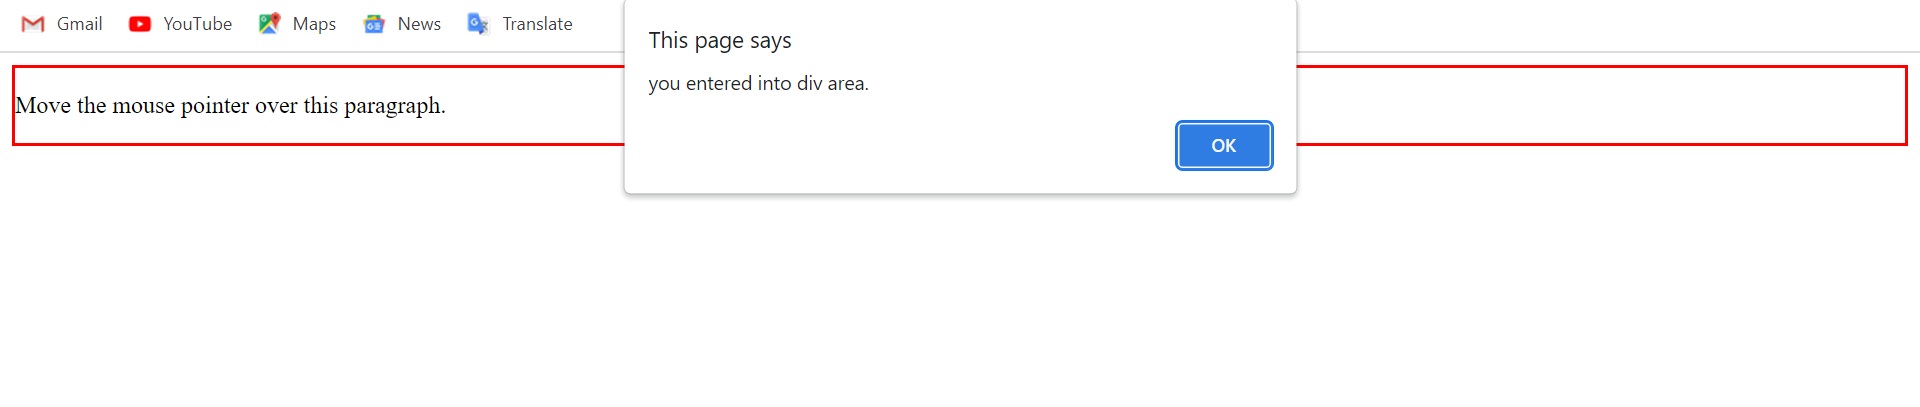 Gmail YouTube Maps News Translate
This page says
you entered into div area.
OK
Move the mouse pointer over this paragraph.